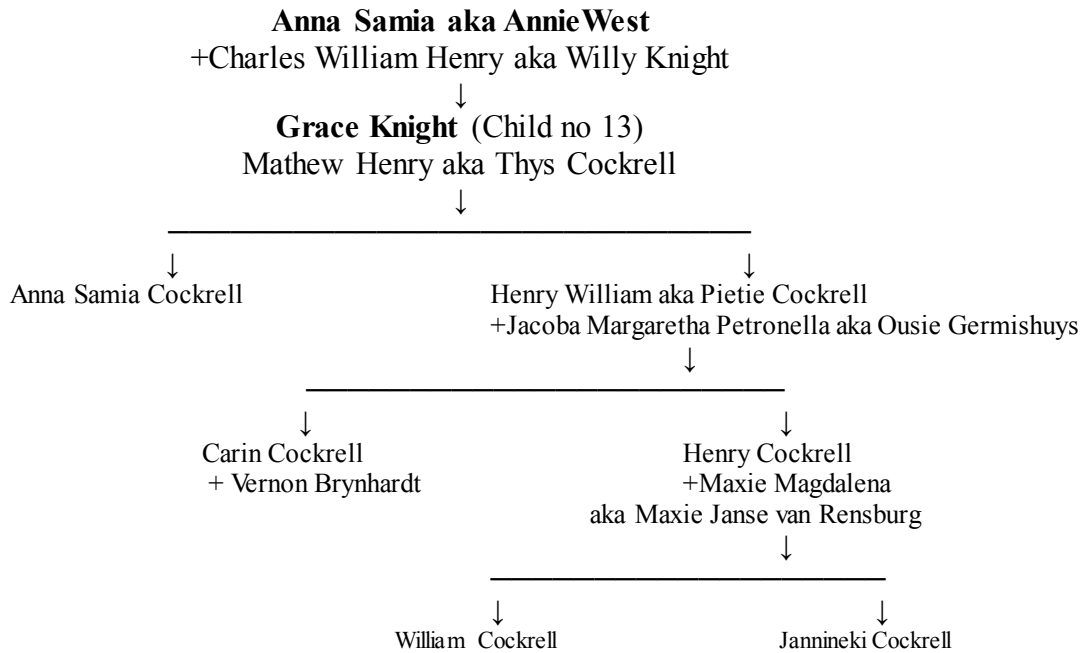 Anna Samia aka AnnieWest
+Charles William Henry aka Willy Knight
↓
Grace Knight (Child no 13)
Mathew Henry aka Thys Cockrell
↓
↓ ↓
Anna Samia Cockrell Henry William aka Pietie Cockrell
+Jacoba Margaretha Petronella aka Ousie Germishuys
↓
↓ ↓
Carin Cockrell Henry Cockrell
+ Vernon Brynhardt +Maxie Magdalena
aka Maxie Janse van Rensburg
↓
↓ ↓
William Cockrell Jannineki Cockrell